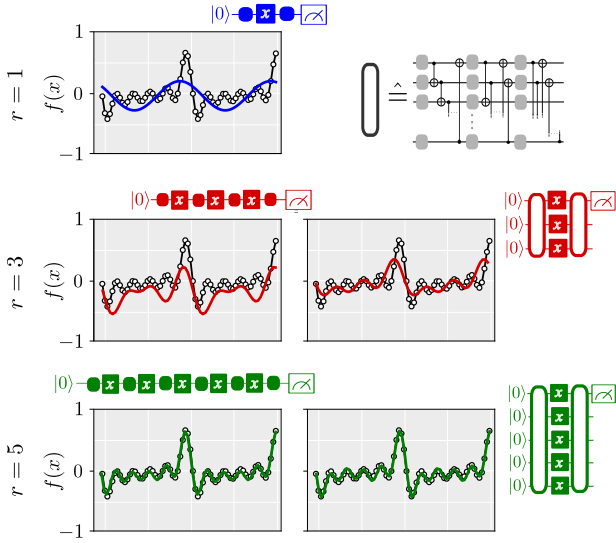 |0⟩ x
1
r = 1
f(x)
0
−1
≙
|0⟩ x x x
|0⟩ x
|0⟩ x
|0⟩ x
1
r = 3
f(x)
0
−1
|0⟩ x x x x x
|0⟩ x
|0⟩ x
|0⟩ x
|0⟩ x
|0⟩ x
1
r = 5
f(x)
0
−1